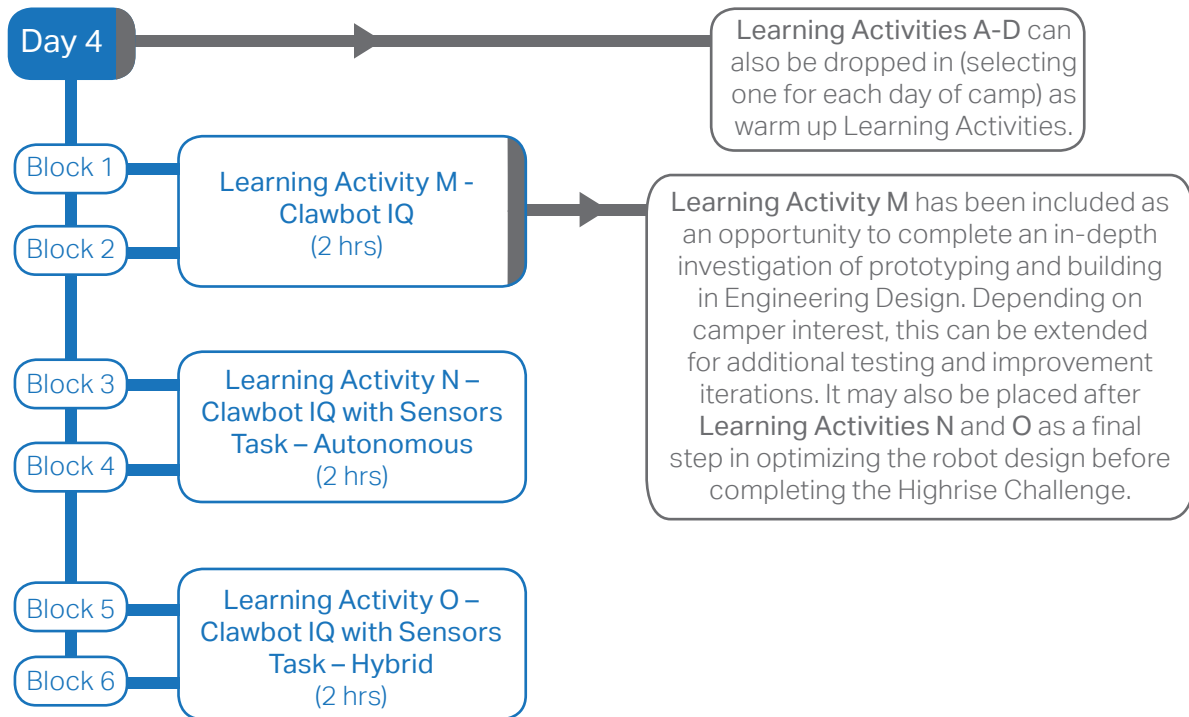 Day 4
Learning Activities A-D can
also be dropped in (selecting
one for each day of camp) as
warm up Learning Activities.
Block 1
Block 2
Learning Activity M -
Clawbot IQ
(2 hrs)
Learning Activity M has been included as
an opportunity to complete an in-depth
investigation of prototyping and building
in Engineering Design. Depending on
camper interest, this can be extended
for additional testing and improvement
iterations. It may also be placed after
Learning Activities N and O as a final
step in optimizing the robot design before
completing the Highrise Challenge.
Block 3
Block 4
Learning Activity N –
Clawbot IQ with Sensors
Task – Autonomous
(2 hrs)
Block 5
Block 6
Learning Activity O –
Clawbot IQ with Sensors
Task – Hybrid
(2 hrs)